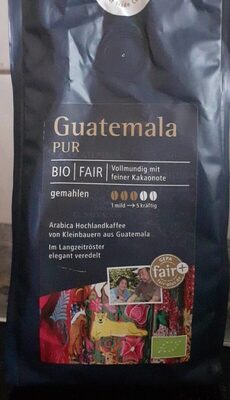 Guatemala
PUR
BIO FAIR
Vollmundig mit
feiner Kakaonote
gemahlen
1 mild → 5 kräftig
Arabica Hochlandkaffee
von Kleinbauern aus Guatemala
Im Langzeitröster
elegant veredelt
GEPA
fair+